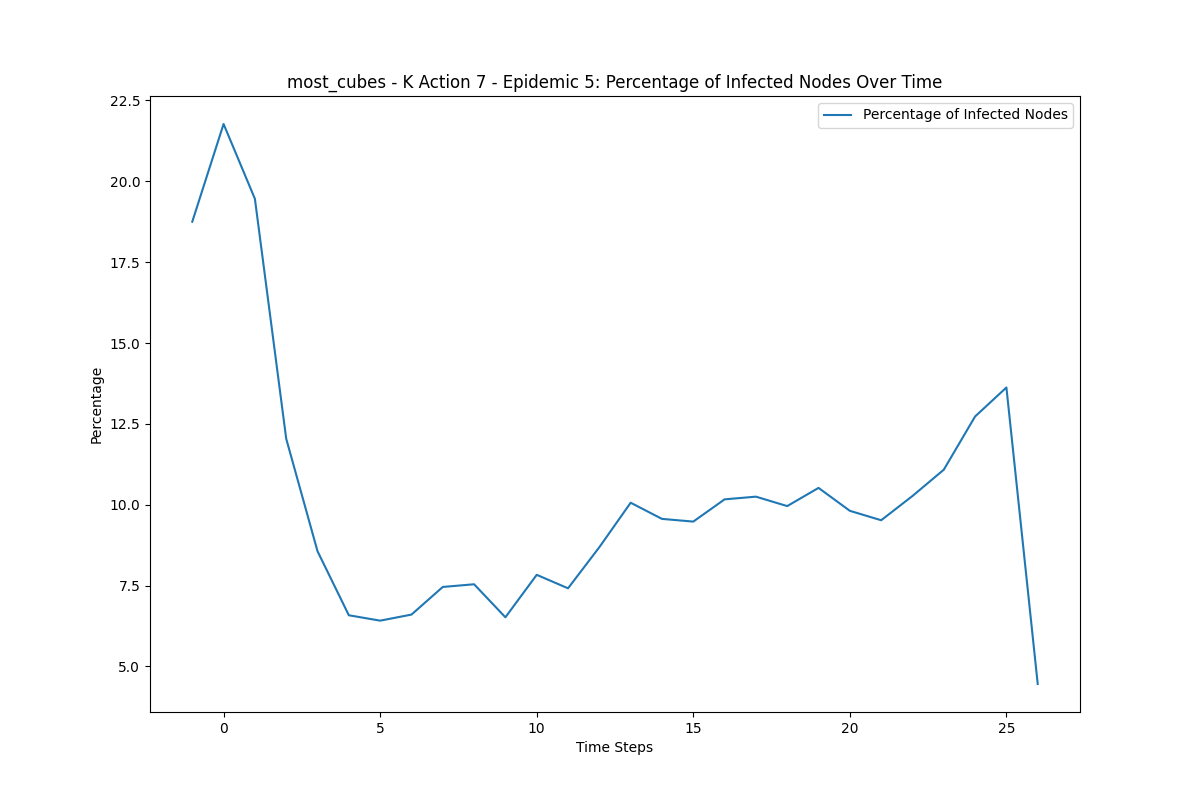 most_cubes - K Action 7 - Epidemic 5: Percentage of Infected Nodes Over Time
Percentage of Infected Nodes
22.5
20.0
17.5
15.0
12.5
10.0
7.5
5.0
Percentage
0 5 10 15 20 25
Time Steps